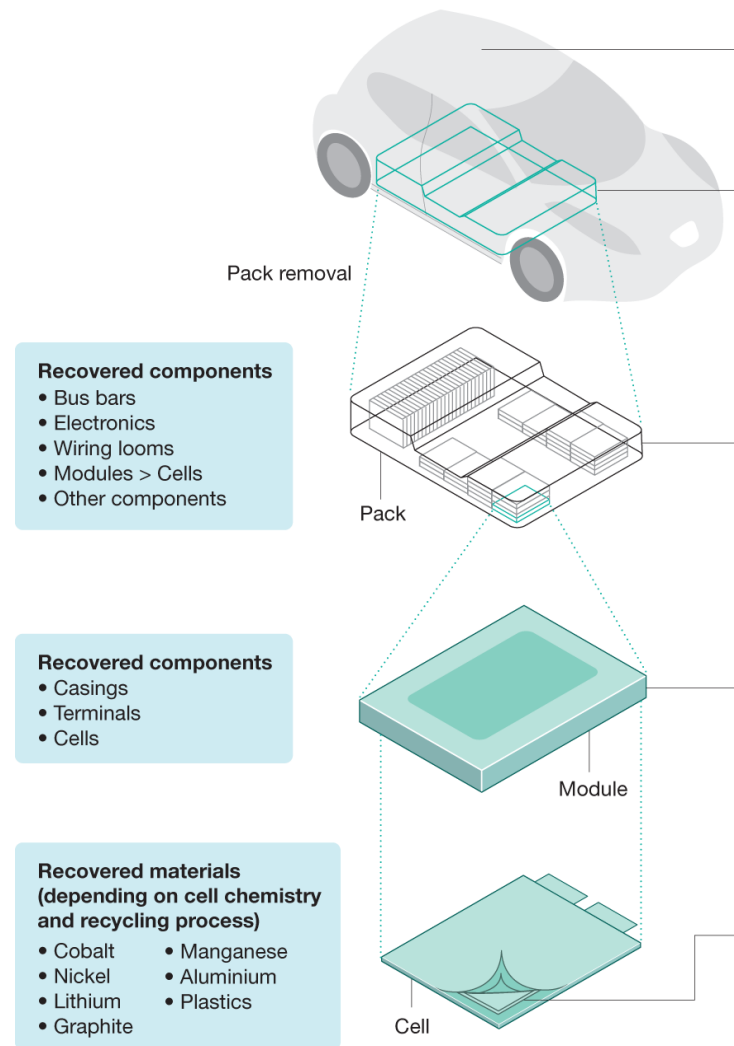 Pack removal
Recovered components
• Bus bars
• Electronics
• Wiring looms
• Modules > Cells
• Other components
Pack
Recovered components
• Casings
• Terminals
• Cells
Module
Recovered materials
(depending on cell chemistry
and recycling process)
• Cobalt
• Nickel
• Lithium
• Graphite
• Manganese
• Aluminium
• Plastics
Cell